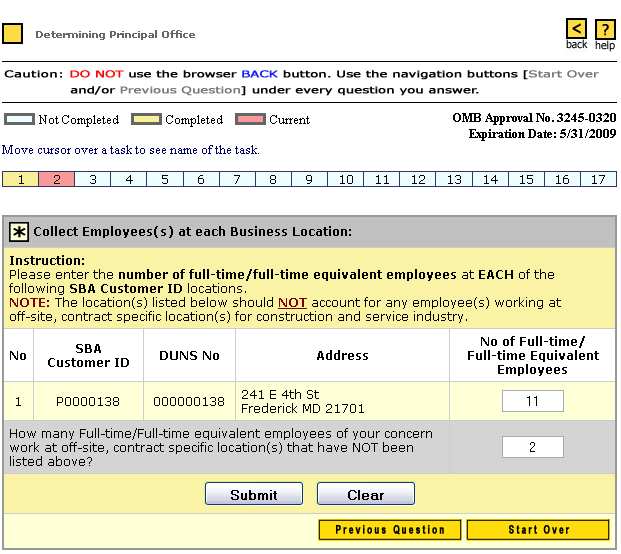 Determining Principal Office
back
?
help
Caution: DO NOT use the browser BACK button. Use the navigation buttons [Start Over
and/or Previous Question] under every question you answer.
Not Completed
Completed
Current
OMB Approval No. 3245-0320
Expiration Date: 5/31/2009
Move cursor over a task to see name of the task.
1 2 3 4 5 6 7 8 9 10 11 12 13 14 15 16 17
Collect Employees(s) at each Business Location:
Instruction:
Please enter the number of full-time/full-time equivalent employees at EACH of the
following SBA Customer ID locations.
NOTE: The location(s) listed below should NOT account for any employee(s) working at
off-site, contract specific location(s) for construction and service industry.
No
SBA
Customer ID
DUNS No
Address
No of Full-time/
Full-time Equivalent
Employees
1
P0000138
000000138
241 E 4th St
Frederick MD 21701
11
How many Full-time/Full-time equivalent employees of your concern
work at off-site, contract specific location(s) that have NOT been
listed above?
2
Submit
Clear
Previous Question
Start Over